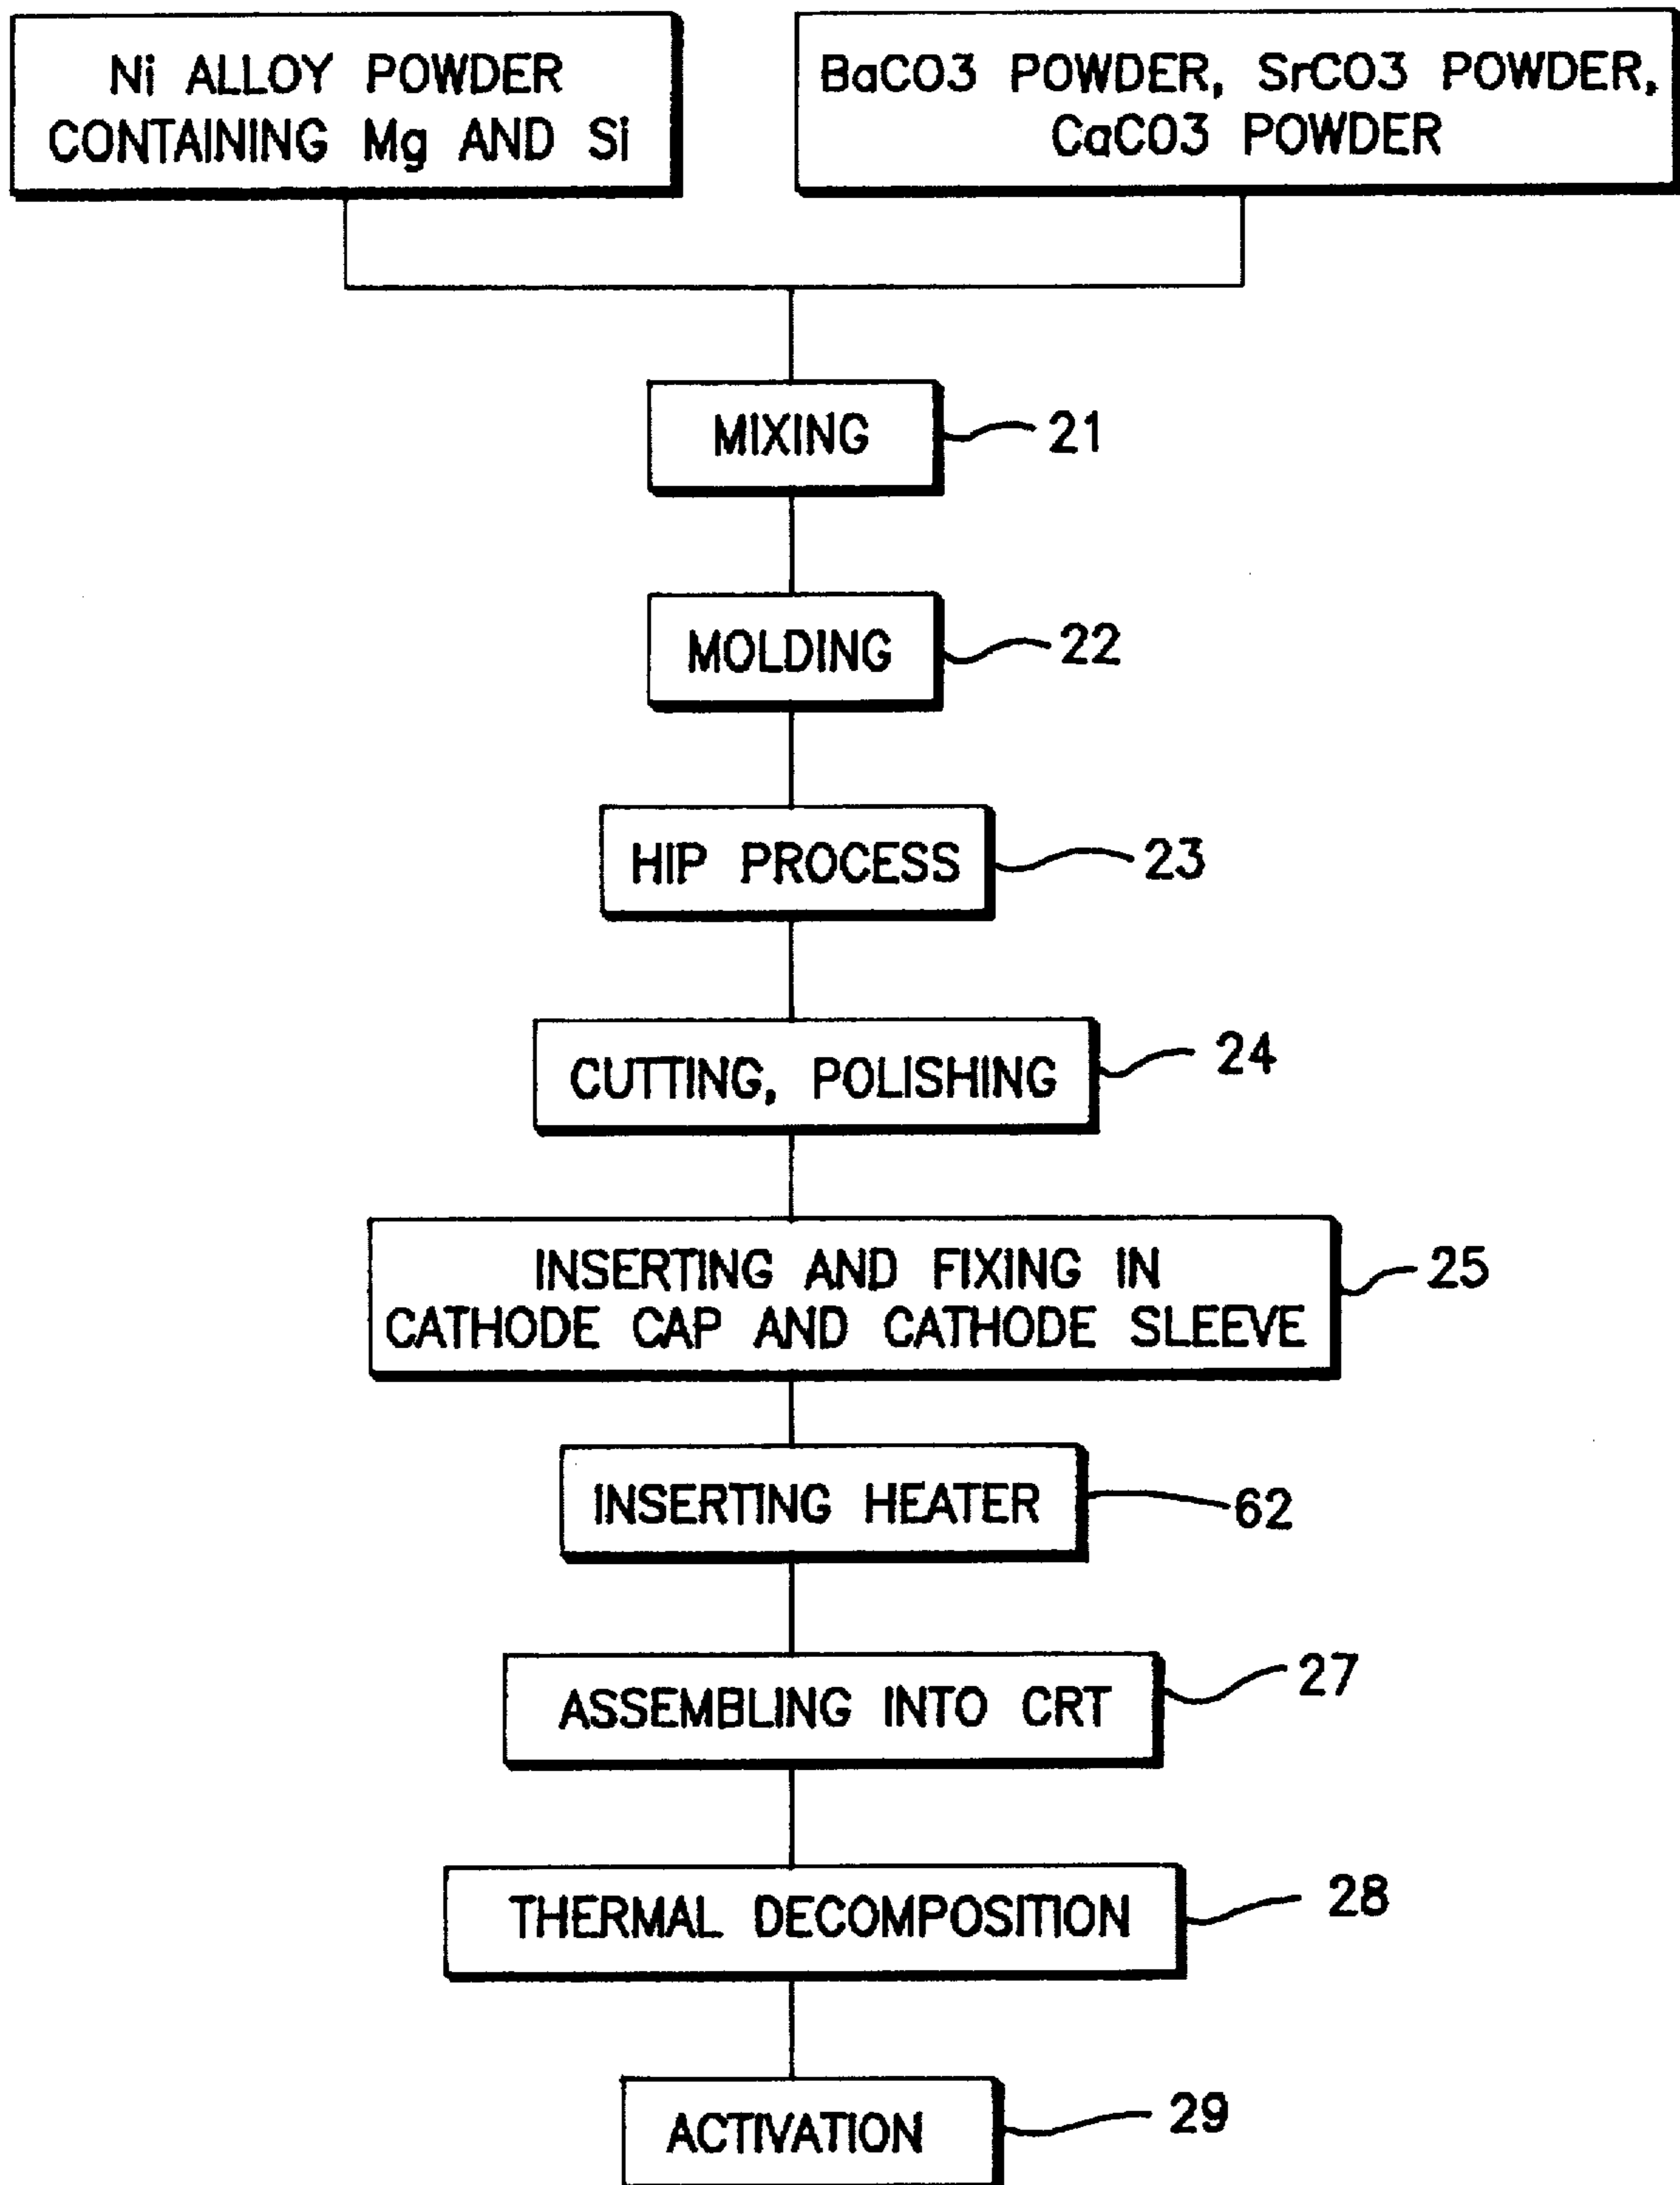 Ni ALLOY POWDER
CONTAINING Mg AND Si
BaCO3 POWDER, SrCO3 POWDER,
CaCO3 POWDER
MIXING
21
MOLDING
22
HIP PROCESS
23
CUTTING, POLISHING
24
INSERTING AND FIXING IN
CATHODE CAP AND CATHODE SLEEVE
25
INSERTING HEATER
62
ASSEMBLING INTO CRT
27
THERMAL DECOMPOSITION
28
ACTIVATION
29